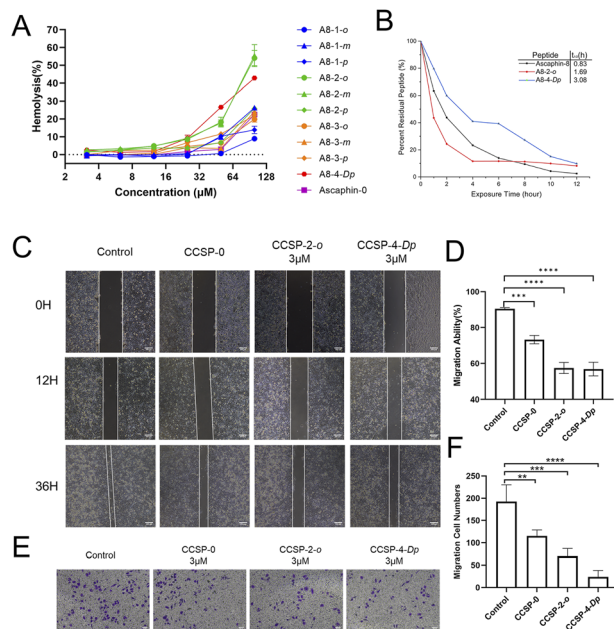 A
Hemolysis(%)
70
60
50
40
30
20
10
0
2 4 8 16 32 64 128
Concentration (μM)
A8-1-o
A8-1-m
A8-1-p
A8-2-o
A8-2-m
A8-2-p
A8-3-o
A8-3-m
A8-3-p
A8-4-Dp
Ascaphin-0
B
Percent Residual Peptide (%)
100
80
60
40
20
0
0 2 4 6 8 10 12
Exposure Time (hour)
Peptide t₁/₂(h)
Ascaphin-8 0.83
A8-2-o 1.69
A8-4-Dp 3.08
C
Control
CCSP-0
CCSP-2-o
3μM
CCSP-4-Dp
3μM
0H
12H
36H
D
Migration Ability(%)
100
80
60
40
****
****
***
Control
CCSP-0
CCSP-2-o
CCSP-4-Dp
E
Control
CCSP-0
3μM
CCSP-2-o
3μM
CCSP-4-Dp
3μM
F
Migration Cell Numbers
250
200
150
100
50
0
****
***
**
Control
CCSP-0
CCSP-2-o
CCSP-4-Dp